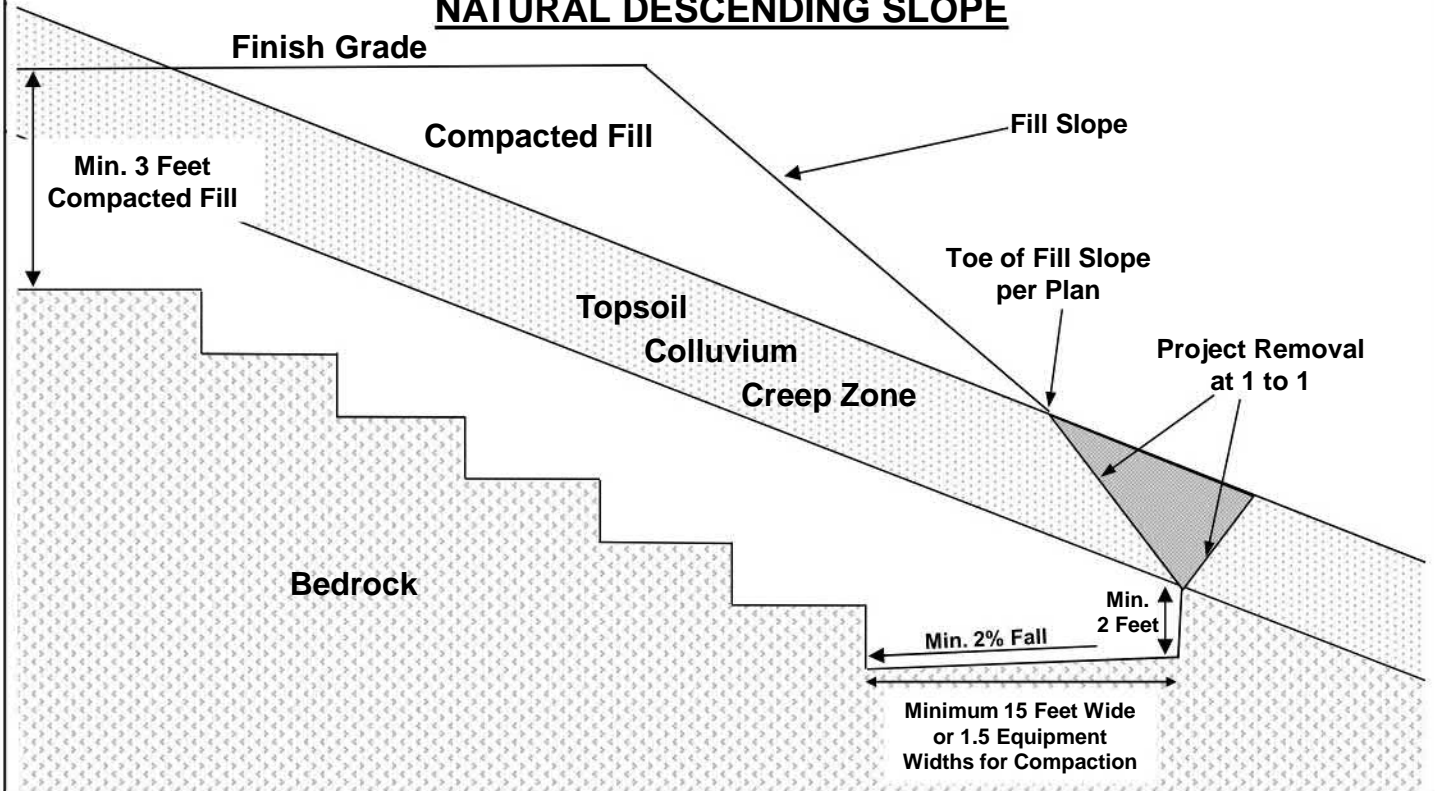 NATURAL DESCENDING SLOPE
Finish Grade
Compacted Fill
Fill Slope
Min. 3 Feet
Compacted Fill
Toe of Fill Slope
per Plan
Topsoil
Colluvium
Creep Zone
Project Removal
at 1 to 1
Bedrock
Min.
2 Feet
Min. 2% Fall
Minimum 15 Feet Wide
or 1.5 Equipment
Widths for Compaction